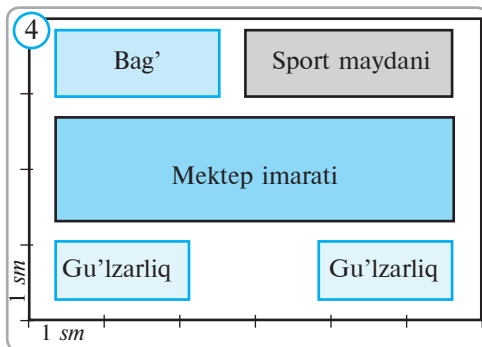 4
Bag’ Sport maydani
Mektep imarati
Gu’lzarliq Gu’lzarliq
1 sm
1 sm